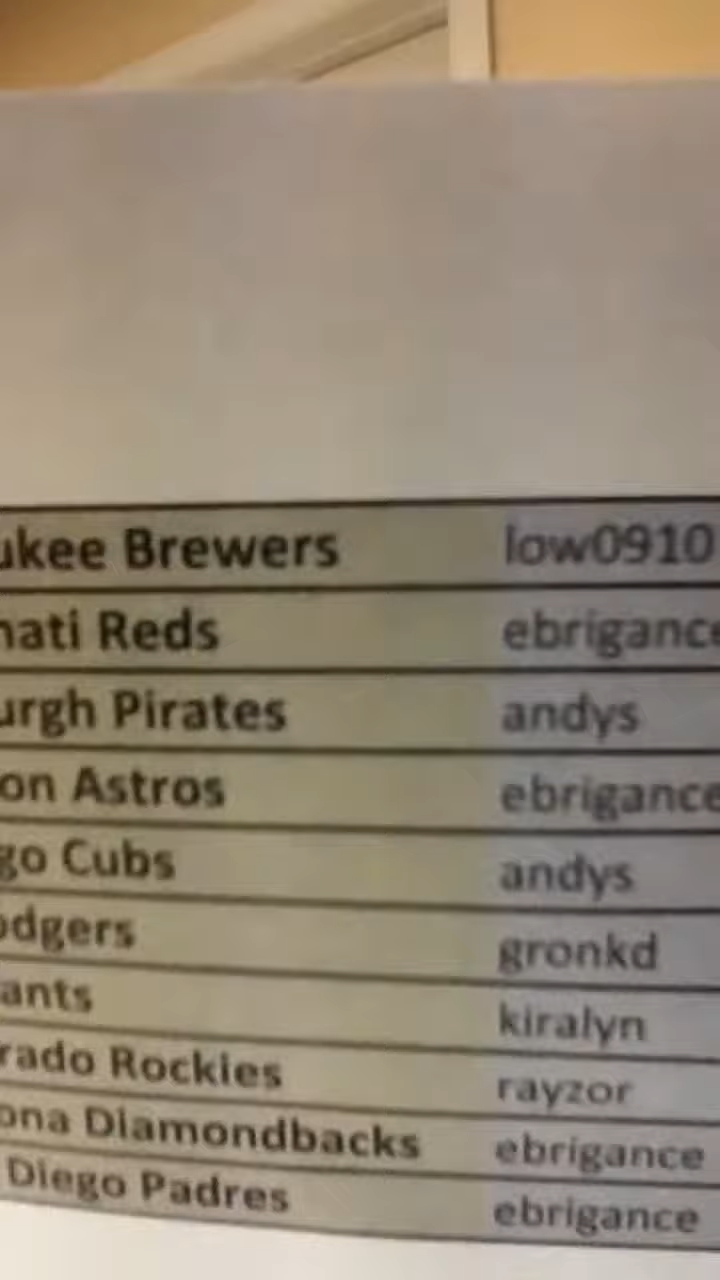 ukee Brewers low0910
nati Reds ebrigance
urgh Pirates andys
on Astros ebrigance
go Cubs andys
odgers gronkd
ants kiralyn
rado Rockies rayzor
ona Diamondbacks ebrigance
Diego Padres ebrigance